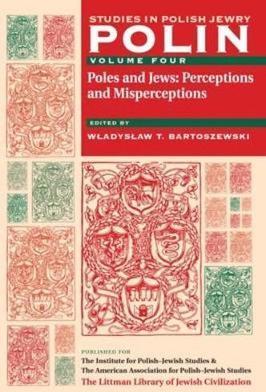 STUDIES IN POLISH JEWRY
POLIN
VOLUME FOUR
Poles and Jews: Perceptions
and Misperceptions
EDITED BY
WŁADYSŁAW T. BARTOSZEWSKI
PUBLISHED FOR
The Institute for Polish–Jewish Studies &
The American Association for Polish–Jewish Studies
The Littman Library of Jewish Civilization